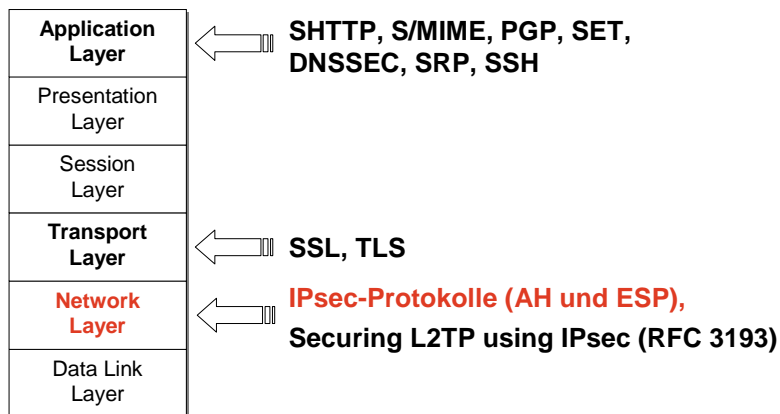 Application
Layer
SHTTP, S/MIME, PGP, SET,
DNSSEC, SRP, SSH
Presentation
Layer
Session
Layer
Transport
Layer
SSL, TLS
Network
Layer
IPsec-Protokolle (AH und ESP),
Securing L2TP using IPsec (RFC 3193)
Data Link
Layer